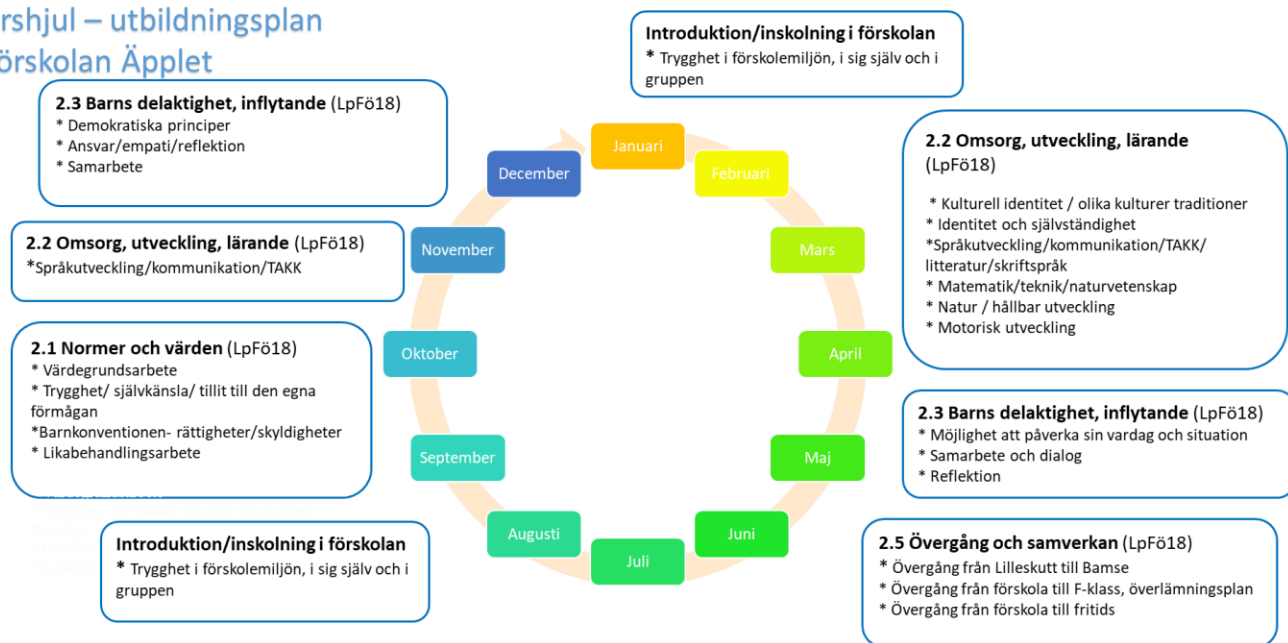 rshjul – utbildningsplan
örskolan Äpplet
Introduktion/inskolning i förskolan
* Trygghet i förskolemiljön, i sig själv och i
gruppen
2.3 Barns delaktighet, inflytande (LpFö18)
* Demokratiska principer
* Ansvar/empati/reflektion
* Samarbete
2.2 Omsorg, utveckling, lärande
(LpFö18)
* Kulturell identitet / olika kulturer traditioner
* Identitet och självständighet
*Språkutveckling/kommunikation/TAKK/
litteratur/skriftspråk
* Matematik/teknik/naturvetenskap
* Natur / hållbar utveckling
* Motorisk utveckling
Januari
Februari
Mars
April
Maj
Juni
Juli
Augusti
September
Oktober
November
December
2.2 Omsorg, utveckling, lärande (LpFö18)
*Språkutveckling/kommunikation/TAKK
2.1 Normer och värden (LpFö18)
* Värdegrundsarbete
* Trygghet/ självkänsla/ tillit till den egna
förmågan
*Barnkonventionen- rättigheter/skyldigheter
* Likabehandlingsarbete
2.3 Barns delaktighet, inflytande (LpFö18)
* Möjlighet att påverka sin vardag och situation
* Samarbete och dialog
* Reflektion
Introduktion/inskolning i förskolan
* Trygghet i förskolemiljön, i sig själv och i
gruppen
2.5 Övergång och samverkan (LpFö18)
* Övergång från Lilleskutt till Bamse
* Övergång från förskola till F-klass, överlämningsplan
* Övergång från förskola till fritids